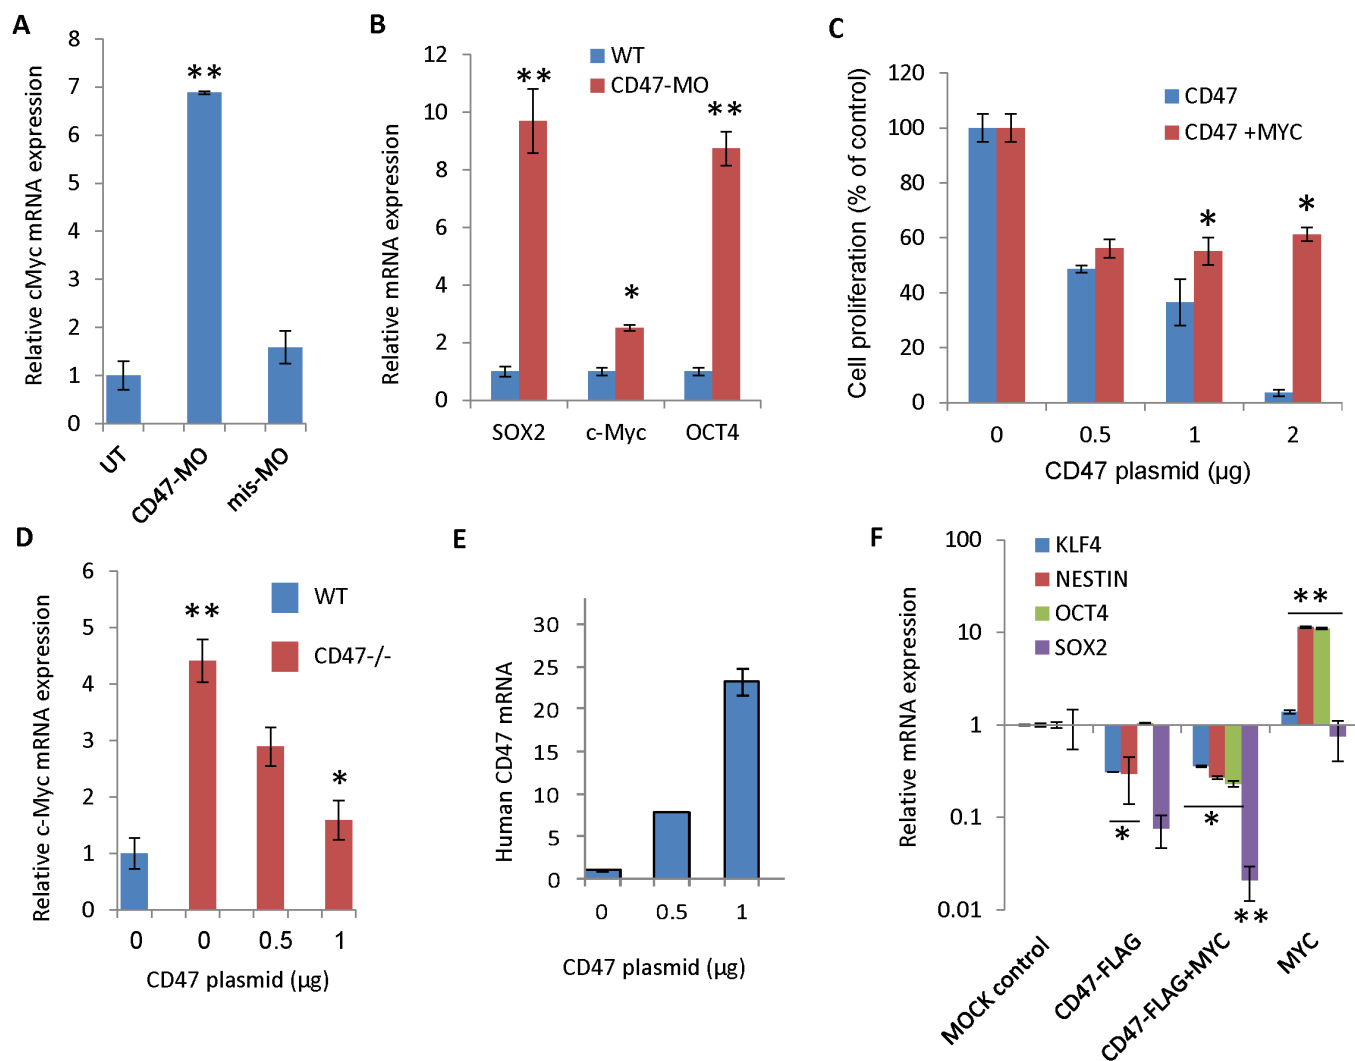 A
Relative cMyc mRNA expression
8
7
6
5
4
3
2
1
0
**
UT
CD47-MO
mis-MO
B
Relative mRNA expression
12
10
8
6
4
2
0
WT
CD47-MO
**
*
**
SOX2
c-Myc
OCT4
C
Cell proliferation (% of control)
120
100
80
60
40
20
0
CD47
CD47 +MYC
*
*
0
0.5
1
2
CD47 plasmid (µg)
D
Relative c-Myc mRNA expression
6
5
4
3
2
1
0
WT
CD47-/-
**
*
0
0
0.5
1
CD47 plasmid (µg)
E
Human CD47 mRNA
30
25
20
15
10
5
0
0
0.5
1
CD47 plasmid (µg)
F
Relative mRNA expression
100
10
1
0.1
0.01
KLF4
NESTIN
OCT4
SOX2
**
*
*
**
MOCK control
CD47-FLAG
CD47-FLAG+MYC
MYC